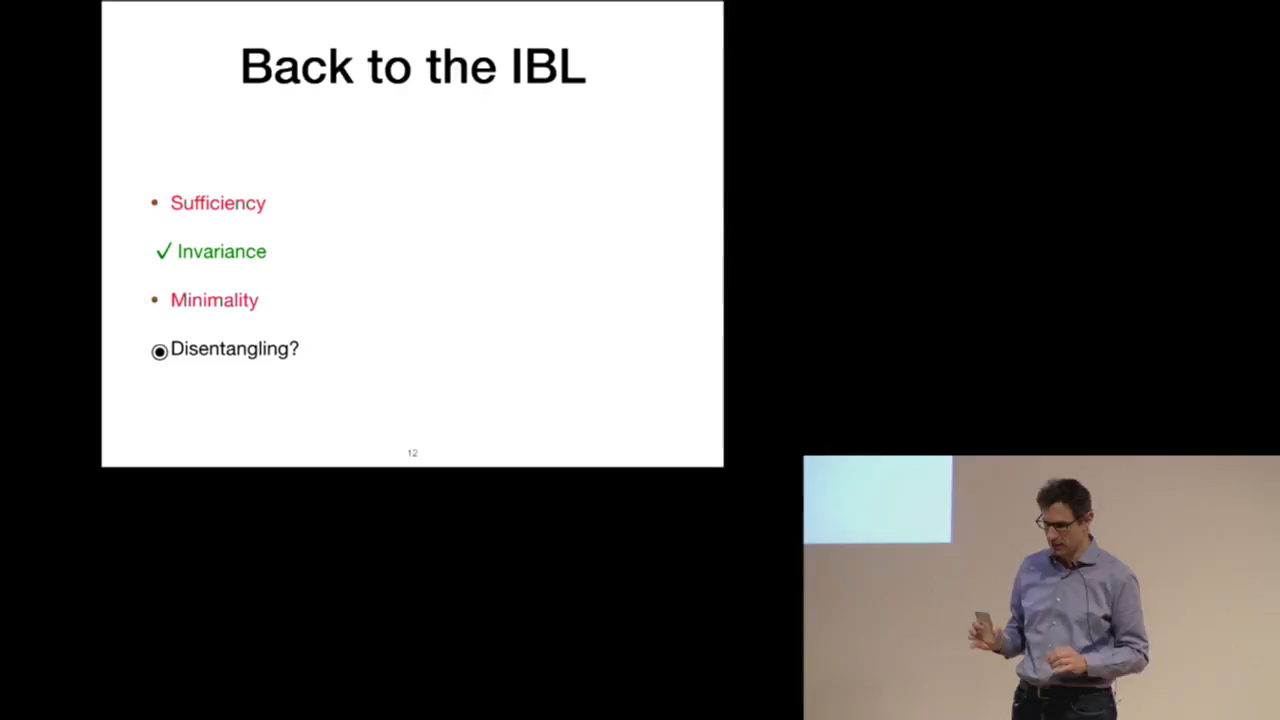 Back to the IBL
• Sufficiency
✓ Invariance
• Minimality
◉ Disentangling?
12